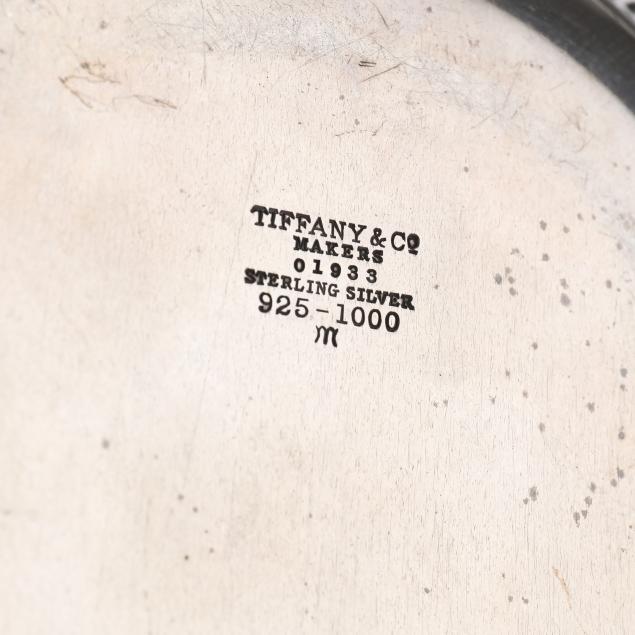 TIFFANY & Co
MAKERS
01933
STERLING SILVER
925-1000
m